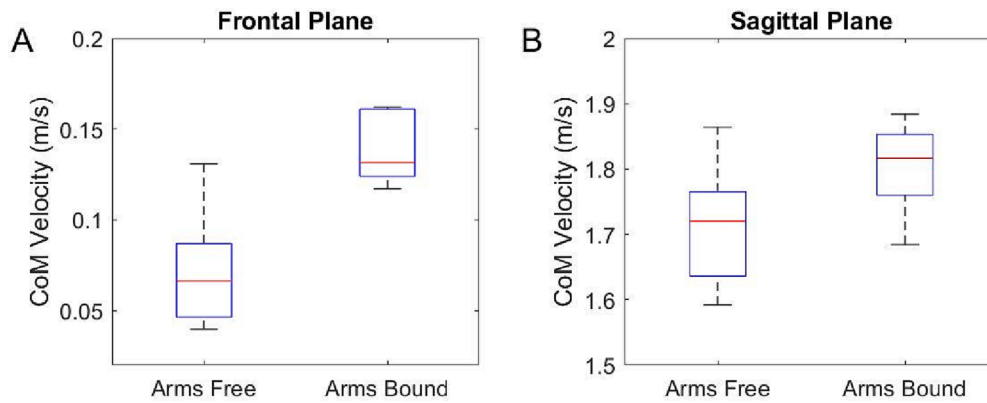 A
Frontal Plane
CoM Velocity (m/s)
0.2
0.15
0.1
0.05
Arms Free
Arms Bound
B
Sagittal Plane
CoM Velocity (m/s)
2
1.9
1.8
1.7
1.6
1.5
Arms Free
Arms Bound